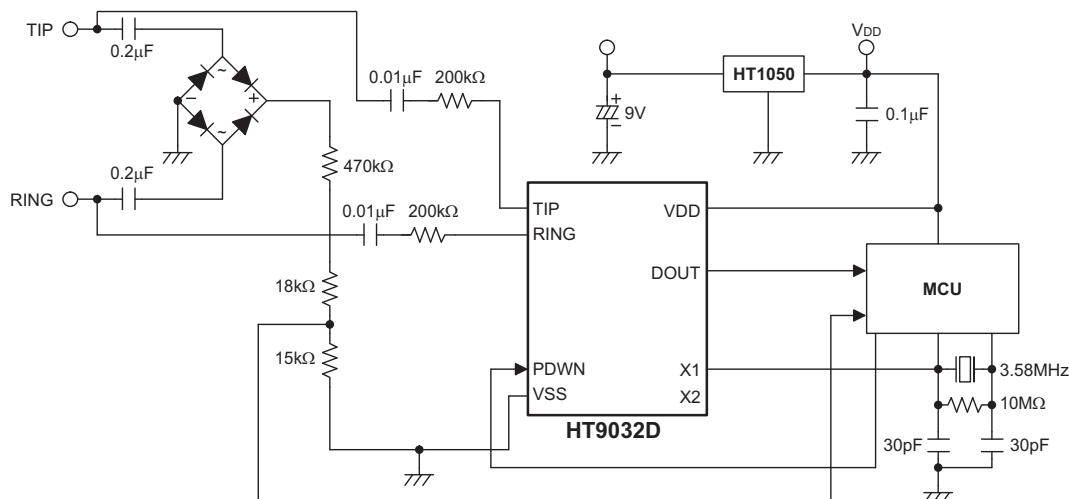 TIP
0.2μF
0.01μF
200kΩ
VDD
HT1050
9V
+
−
0.1μF
~
−
+
~
470kΩ
RING
0.2μF
0.01μF
200kΩ
TIP
RING
VDD
DOUT
MCU
18kΩ
15kΩ
PDWN
VSS
X1
X2
3.58MHz
10MΩ
HT9032D
30pF
30pF